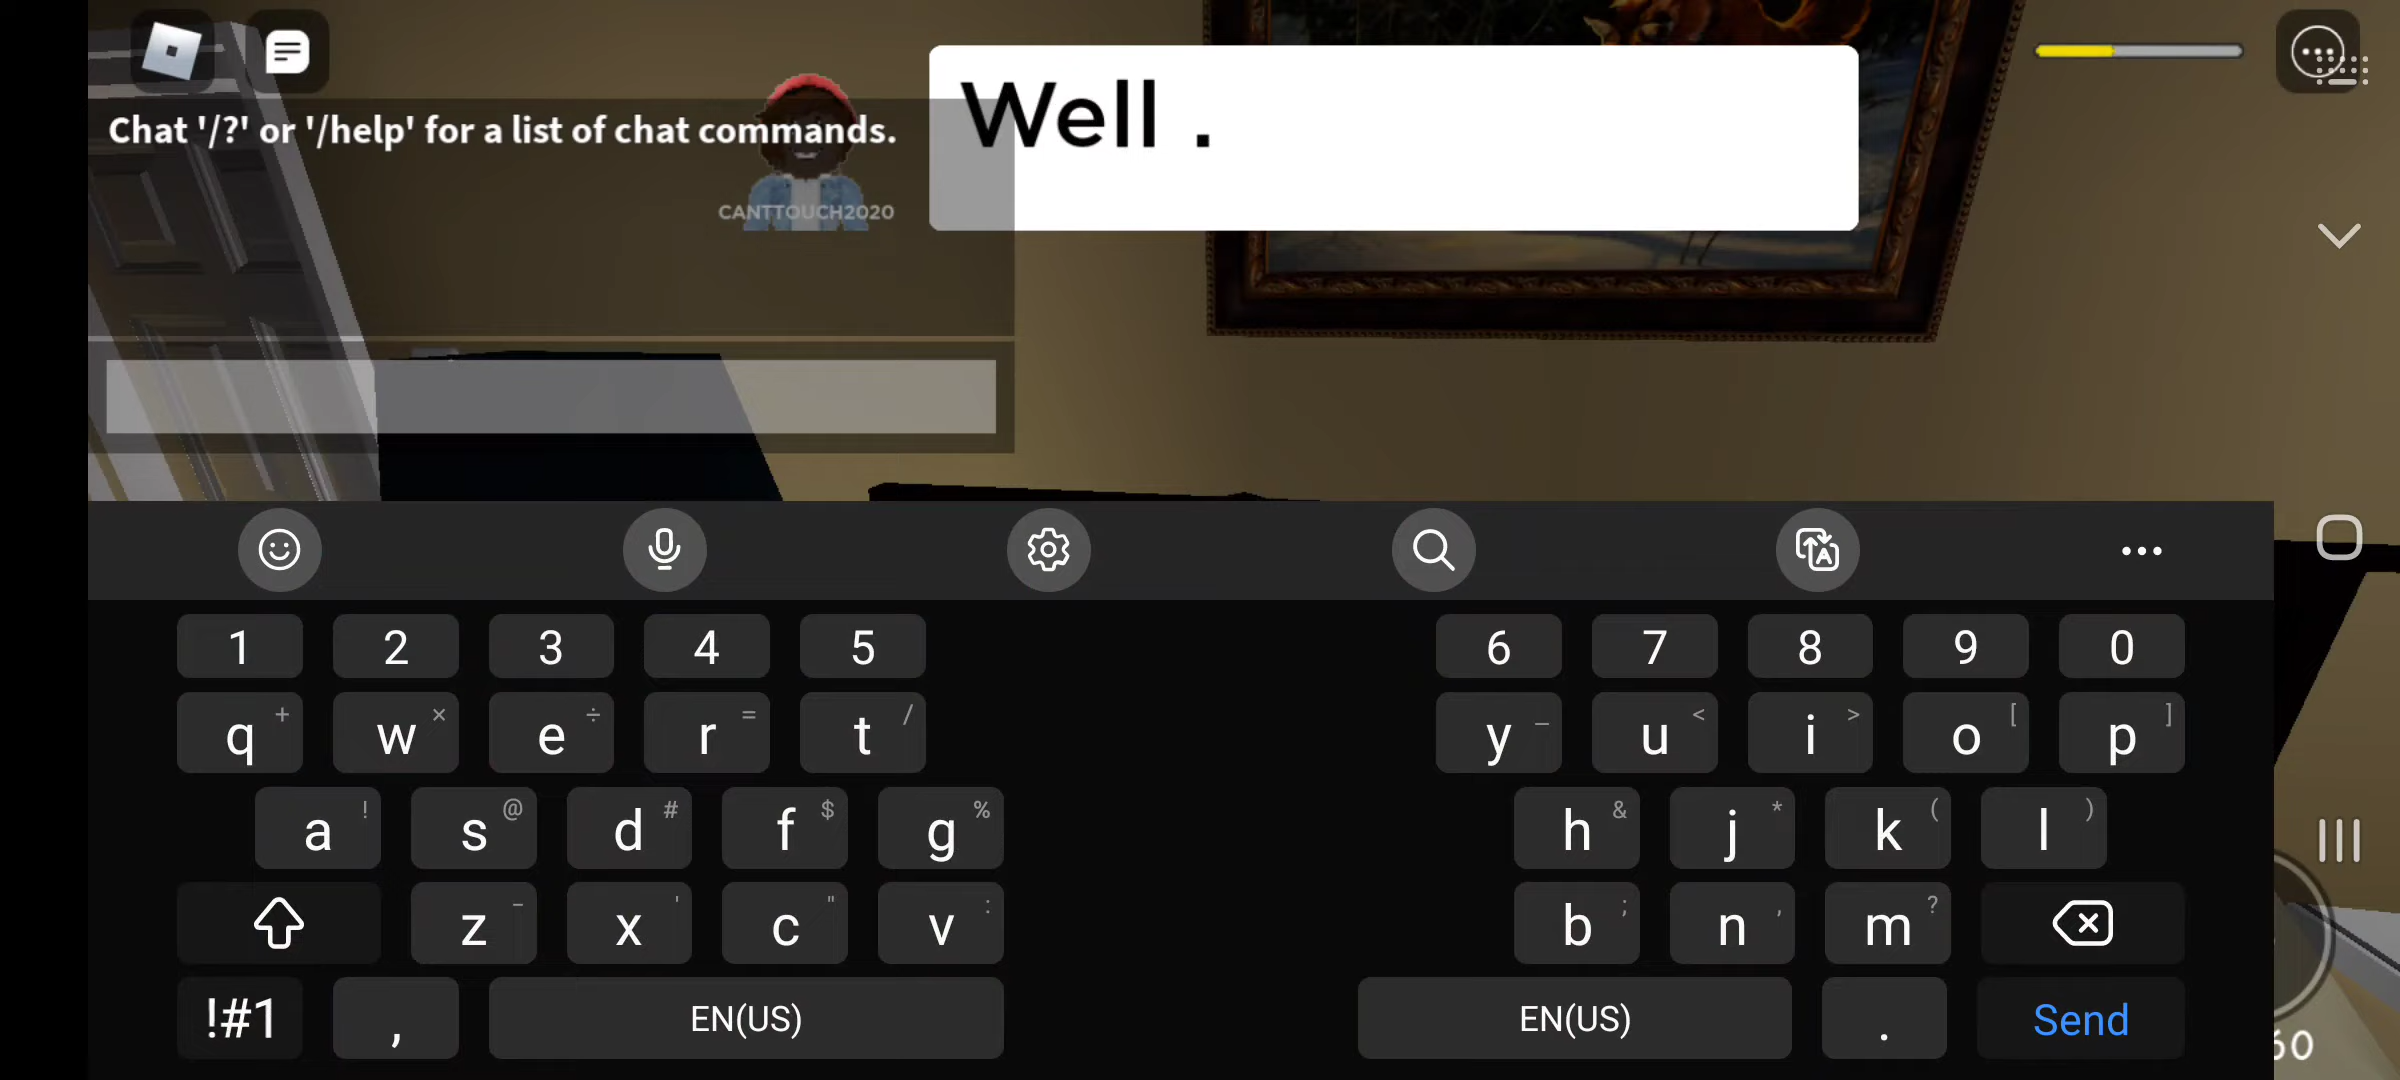 Chat '/?' or '/help' for a list of chat commands.
Well .
CANTTOUCH2020
1 2 3 4 5 6 7 8 9 0
q + w × e ÷ r = t / y _ u < i > o [ p ]
a ! s @ d # f $ g % h & j * k ( l )
z - x ' c " v : b ; n , m ?
!#1 , EN(US) EN(US) . Send
60